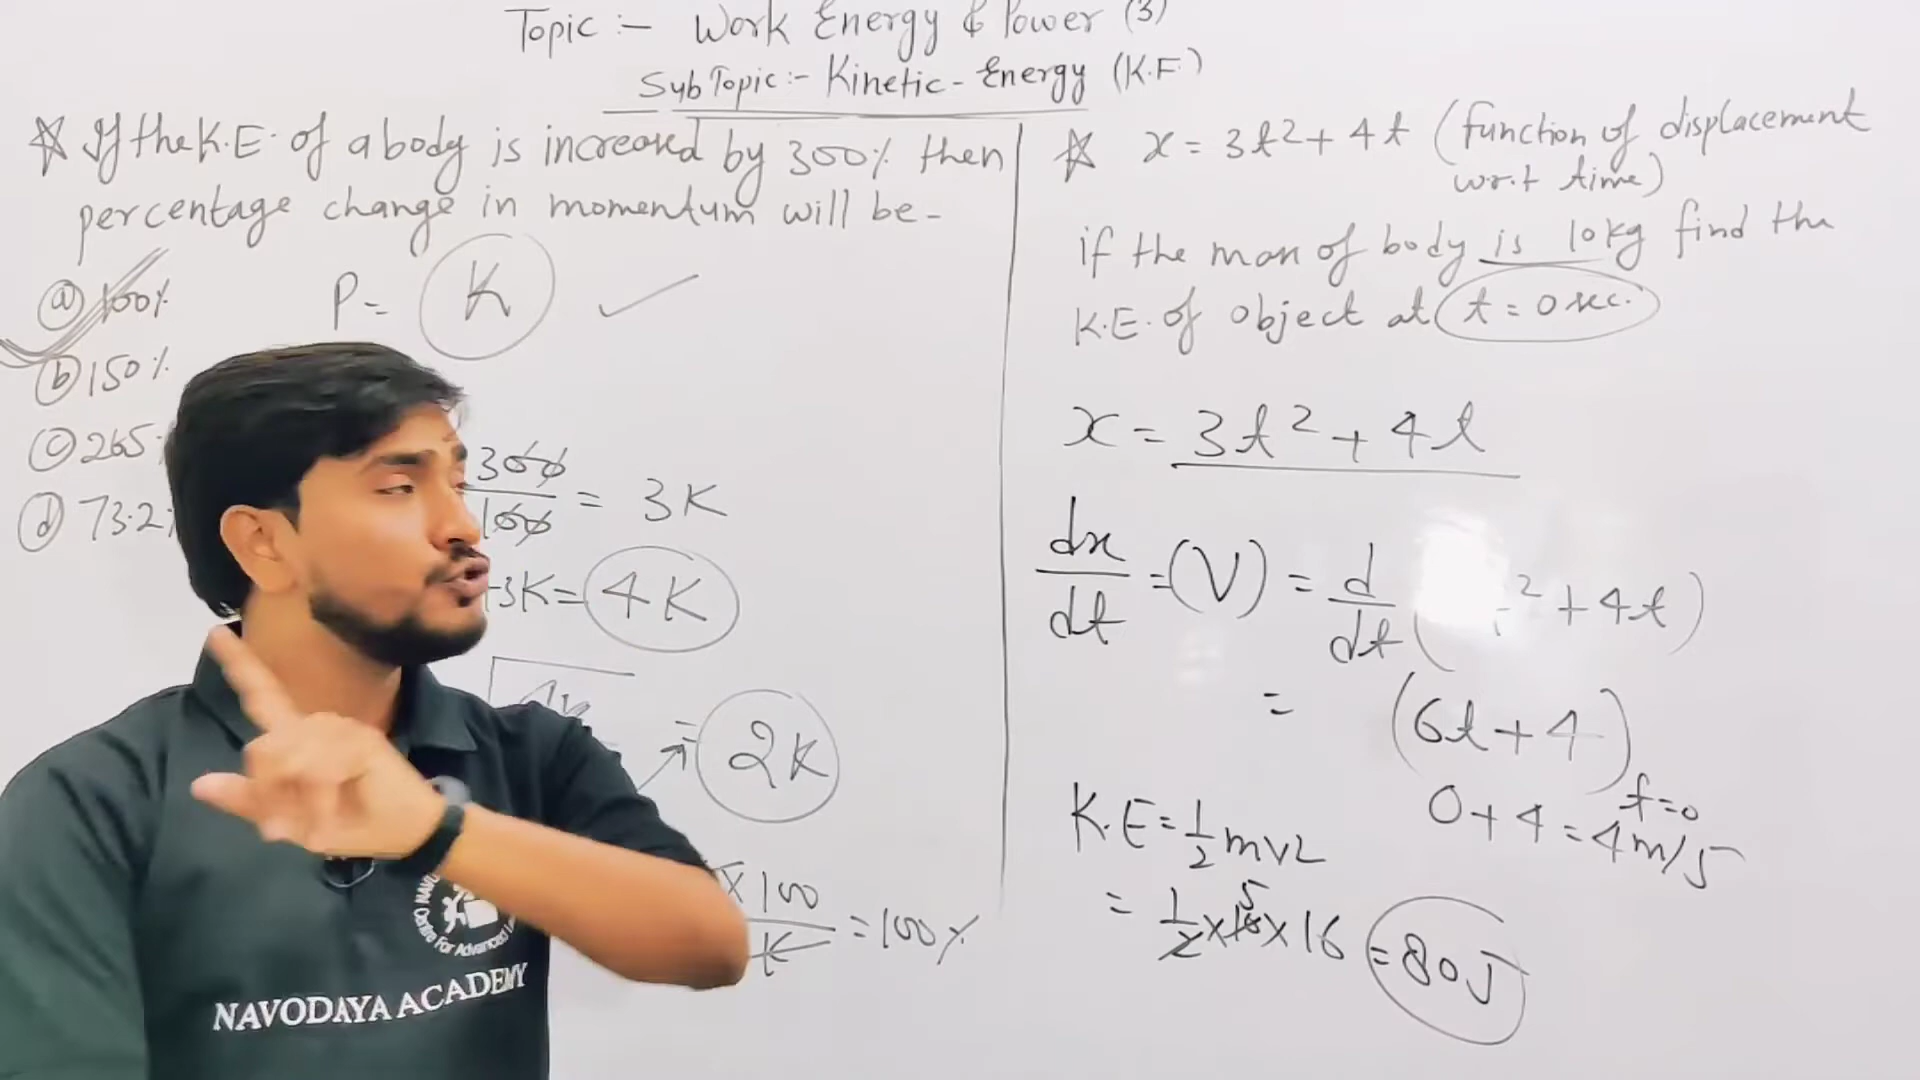 Topic :- Work Energy & Power (3)
Sub Topic :- Kinetic - Energy (K.E)
☆ If the K.E. of a body is increased by 300% then
percentage change in momentum will be -
(a) 100%
(b) 150%
(c) 265
(d) 73.2%
P = K
300/100 = 3K
+3K = 4K
= 2K
× 100 / K = 100%
☆ x = 3t² + 4t (function of displacement
w.r.t time)
if the mass of body is 10kg find the
K.E. of object at t = 0 sec.
x = 3t² + 4t
dx/dt = (V) = d/dt ( ² + 4t)
= (6t + 4)
t = 0
0 + 4 = 4m/s
K.E = 1/2 mv2
= 1/2 × 10 5 × 16 = 80J
NAVODAYA ACADEMY